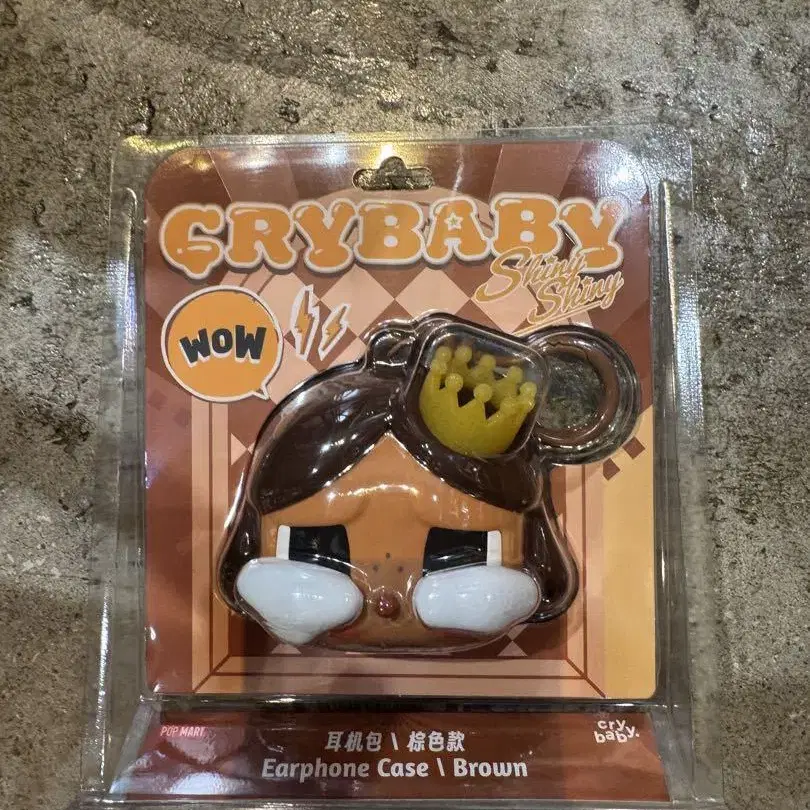 CRYBABY
Shiny
Shiny
WOW
POP MART
耳机包 \ 棕色款
Earphone Case \ Brown
cry
baby.